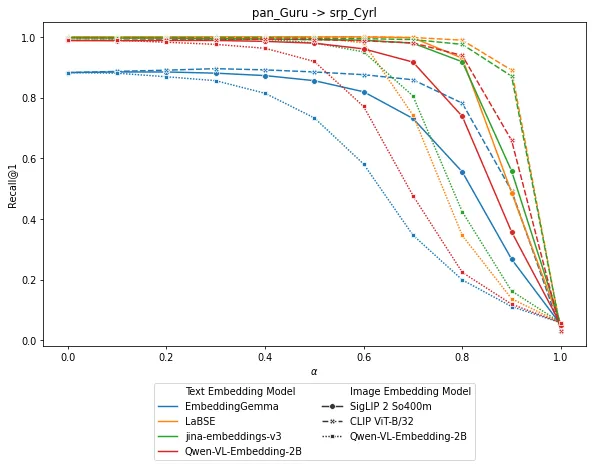 pan_Guru -> srp_Cyrl
Recall@1
1.0
0.8
0.6
0.4
0.2
0.0
0.0 0.2 0.4 0.6 0.8 1.0
α
Text Embedding Model
EmbeddingGemma
LaBSE
jina-embeddings-v3
Qwen-VL-Embedding-2B
Image Embedding Model
SigLIP 2 So400m
CLIP ViT-B/32
Qwen-VL-Embedding-2B